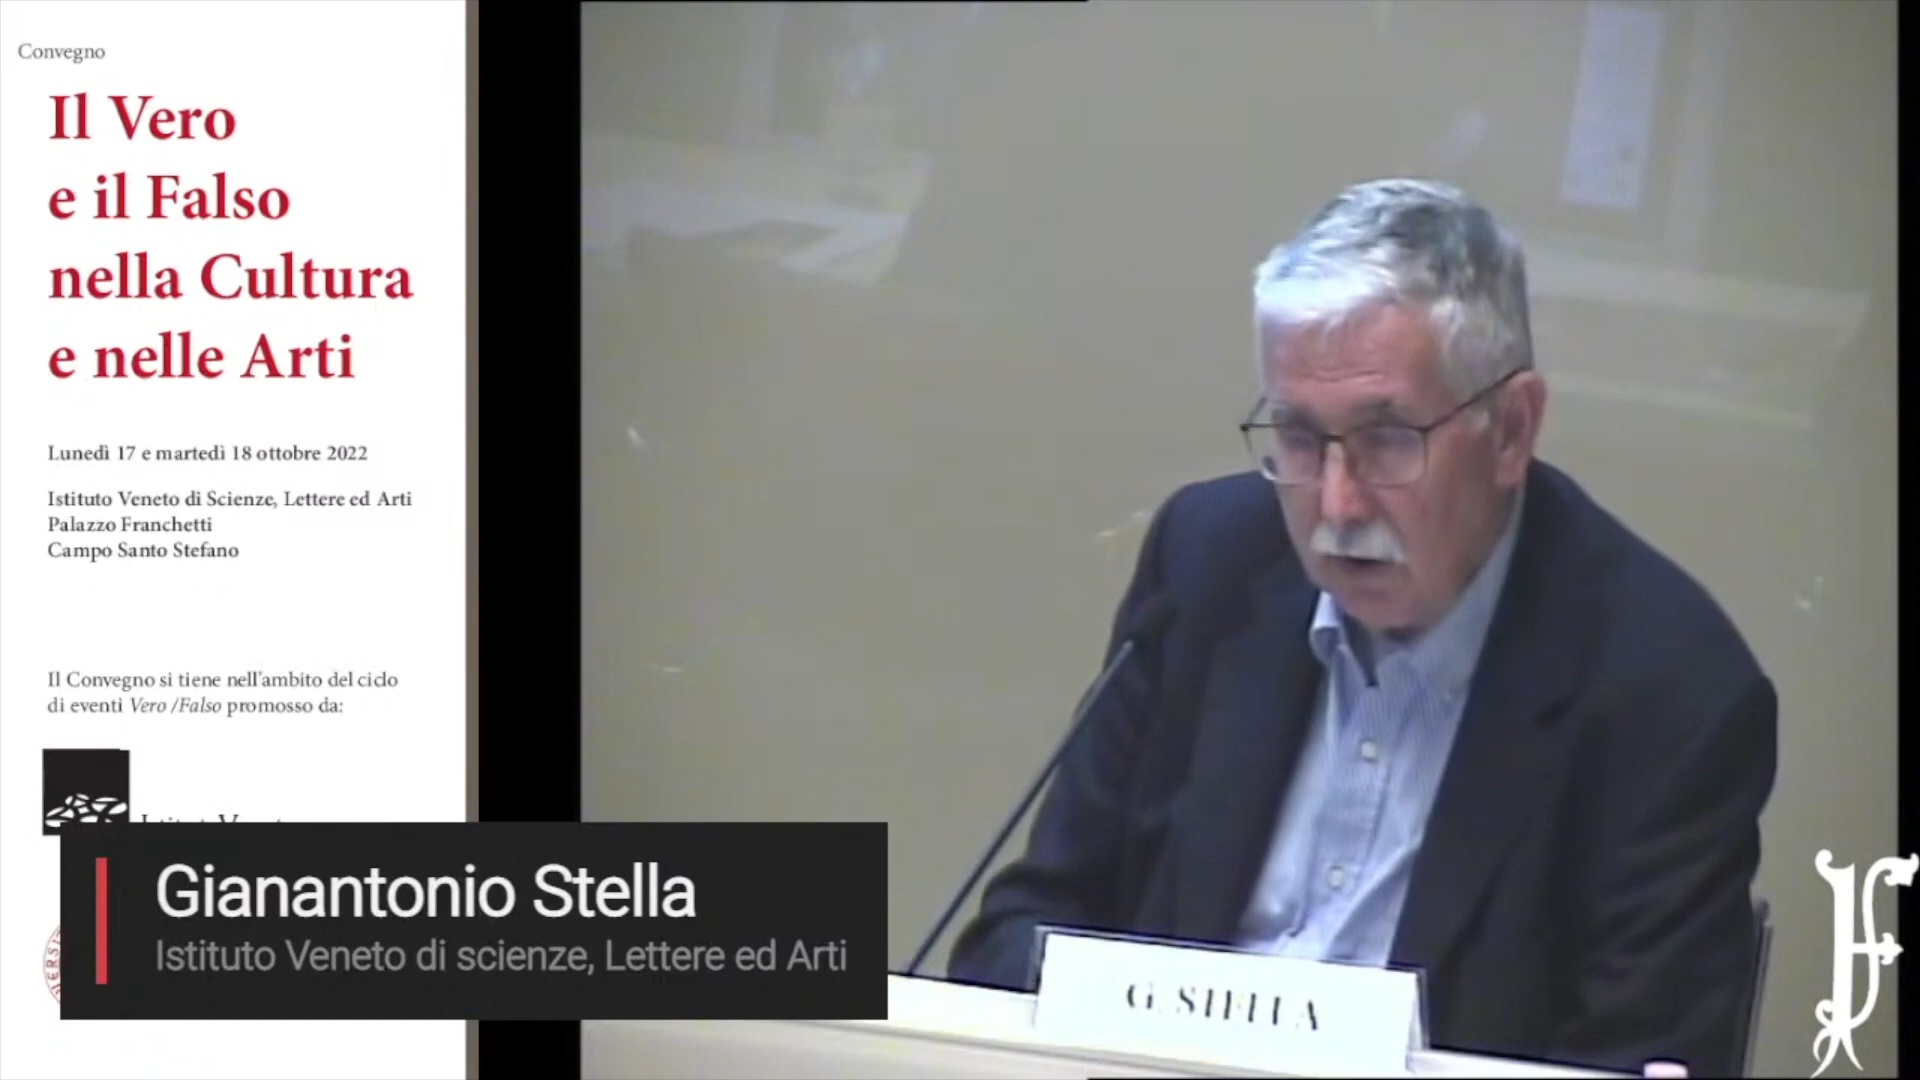 Convegno
Il Vero
e il Falso
nella Cultura
e nelle Arti
Lunedì 17 e martedì 18 ottobre 2022
Istituto Veneto di Scienze, Lettere ed Arti
Palazzo Franchetti
Campo Santo Stefano
Il Convegno si tiene nell'ambito del ciclo
di eventi Vero /Falso promosso da:
Gianantonio Stella
Istituto Veneto di scienze, Lettere ed Arti
G. STELLA